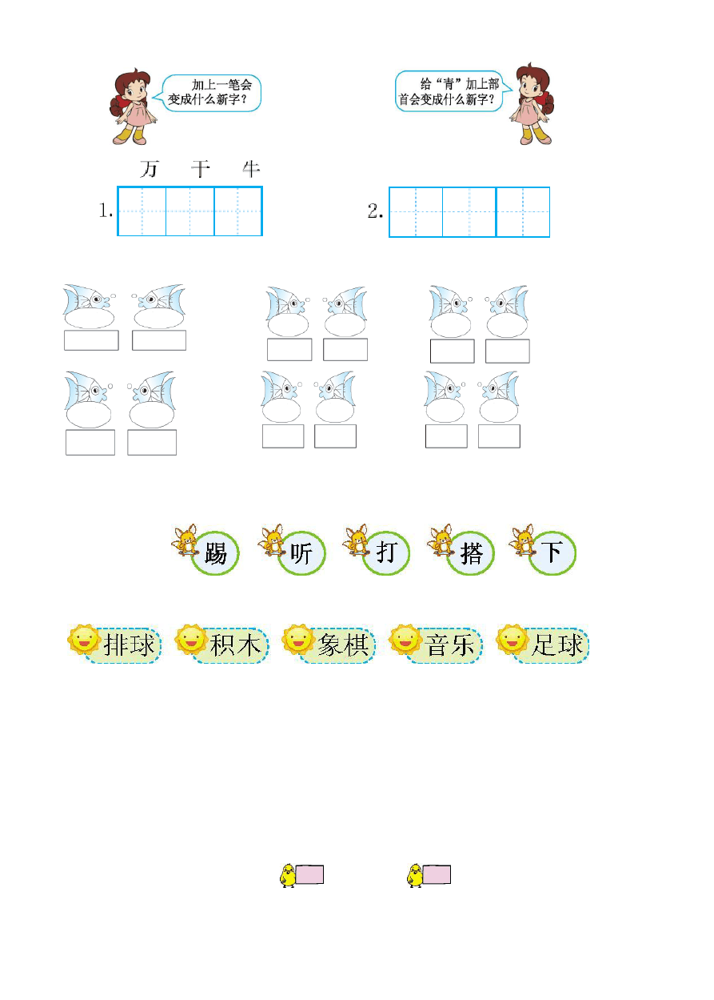 加上一笔会
变成什么新字?
给“青”加上部
首会变成什么新字?
万 干 牛
1.
2.
踢 听 打 搭 下
排球 积木 象棋 音乐 足球